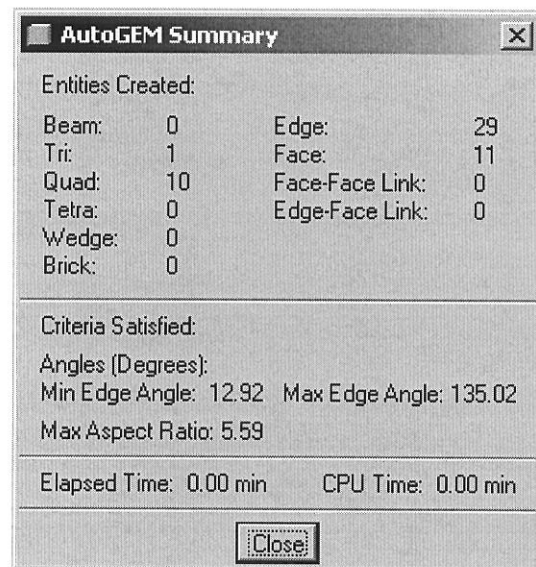 AutoGEM Summary
Entities Created:
Beam: 0 Edge: 29
Tri: 1 Face: 11
Quad: 10 Face-Face Link: 0
Tetra: 0 Edge-Face Link: 0
Wedge: 0
Brick: 0
Criteria Satisfied:
Angles (Degrees):
Min Edge Angle: 12.92 Max Edge Angle: 135.02
Max Aspect Ratio: 5.59
Elapsed Time: 0.00 min CPU Time: 0.00 min
Close